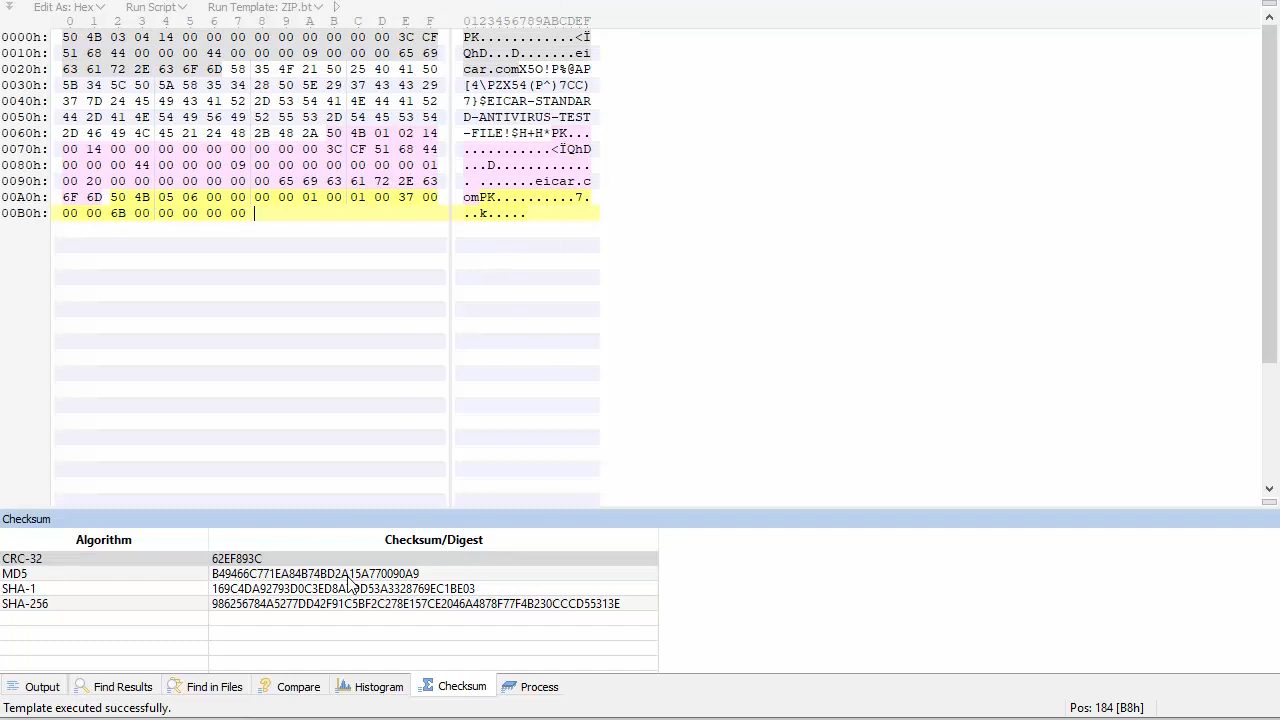 Edit As: Hex Run Script Run Template: ZIP.bt
0 1 2 3 4 5 6 7 8 9 A B C D E F 0123456789ABCDEF
0000h: 50 4B 03 04 14 00 00 00 00 00 00 00 00 00 3C CF PK............<Ï
0010h: 51 68 44 00 00 00 44 00 00 00 09 00 00 00 65 69 QhD...D.......ei
0020h: 63 61 72 2E 63 6F 6D 58 35 4F 21 50 25 40 41 50 car.comX5O!P%@AP
0030h: 5B 34 5C 50 5A 58 35 34 28 50 5E 29 37 43 43 29 [4\PZX54(P^)7CC)
0040h: 37 7D 24 45 49 43 41 52 2D 53 54 41 4E 44 41 52 7}$EICAR-STANDAR
0050h: 44 2D 41 4E 54 49 56 49 52 55 53 2D 54 45 53 54 D-ANTIVIRUS-TEST
0060h: 2D 46 49 4C 45 21 24 48 2B 48 2A 50 4B 01 02 14 -FILE!$H+H*PK...
0070h: 00 14 00 00 00 00 00 00 00 00 00 3C CF 51 68 44 ...........<ÏQhD
0080h: 00 00 00 44 00 00 00 09 00 00 00 00 00 00 00 01 ...D............
0090h: 00 20 00 00 00 00 00 00 00 65 69 63 61 72 2E 63 . .......eicar.c
00A0h: 6F 6D 50 4B 05 06 00 00 00 00 01 00 01 00 37 00 omPK..........7.
00B0h: 00 00 6B 00 00 00 00 00 ..k.....
Checksum
Algorithm Checksum/Digest
CRC-32 62EF893C
MD5 B49466C771EA84B74BD2A15A770090A9
SHA-1
SHA-256 986256784A5277DD42F91C5BF2C278E157CE2046A4878F77F4B230CCCD55313E
Output Find Results Find in Files Compare Histogram Checksum Process
Template executed successfully. Pos: 184 [B8h]